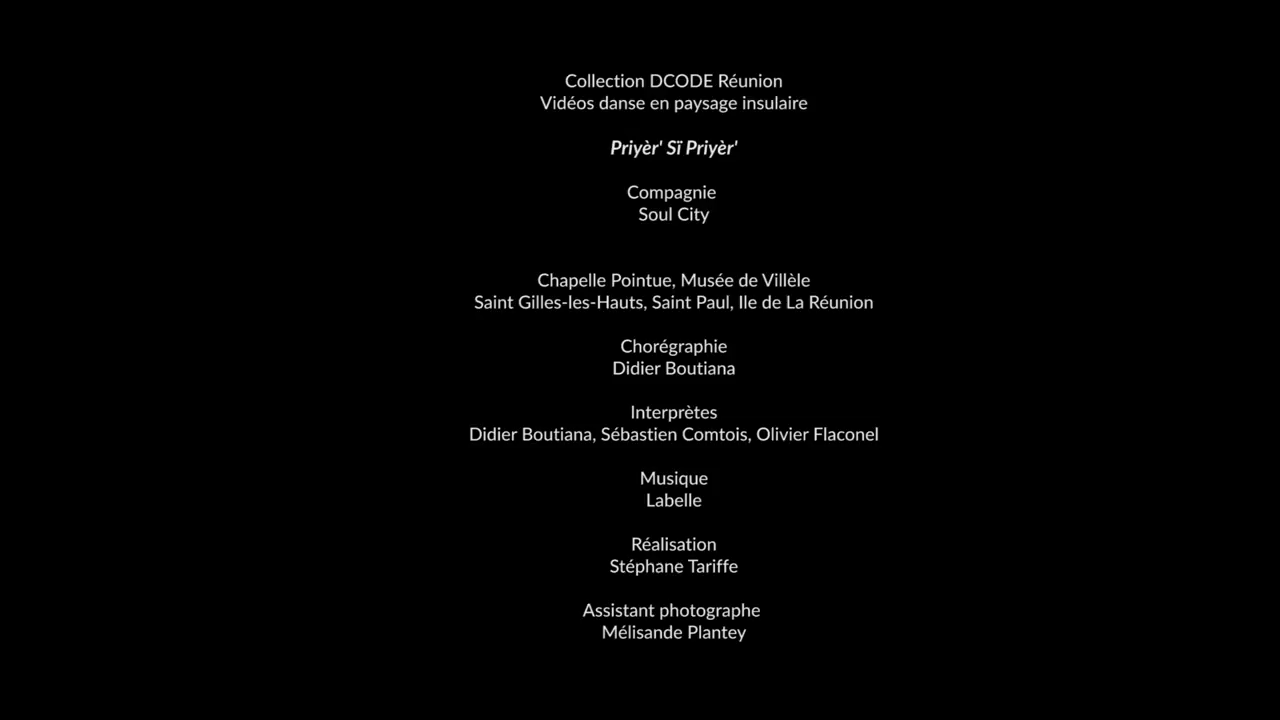 Collection DCODE Réunion
Vidéos danse en paysage insulaire
Priyèr' Sï Priyèr'
Compagnie
Soul City
Chapelle Pointue, Musée de Villèle
Saint Gilles-les-Hauts, Saint Paul, Ile de La Réunion
Chorégraphie
Didier Boutiana
Interprètes
Didier Boutiana, Sébastien Comtois, Olivier Flaconel
Musique
Labelle
Réalisation
Stéphane Tariffe
Assistant photographe
Mélisande Plantey